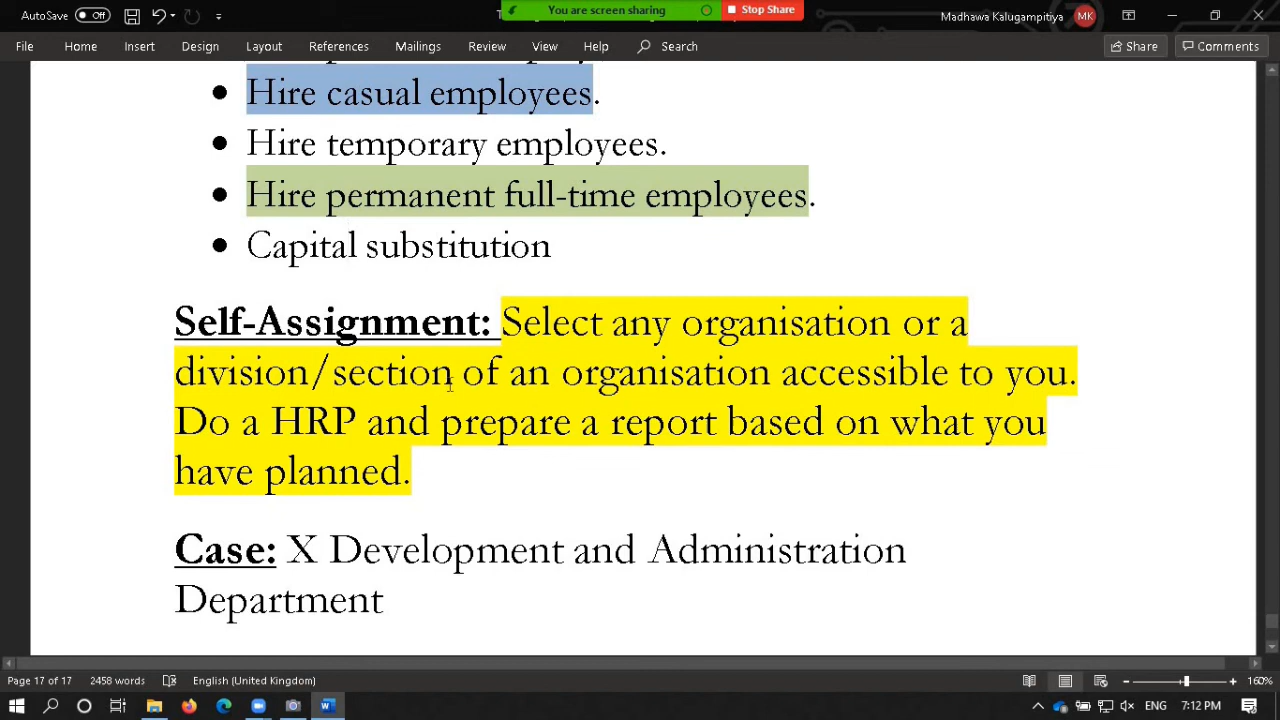 AutoSave Off
You are screen sharing
Stop Share
Madhawa Kalugampitiya MK
File Home Insert Design Layout References Mailings Review View Help Search Share Comments
• Hire casual employees.
• Hire temporary employees.
• Hire permanent full-time employees.
• Capital substitution
Self-Assignment: Select any organisation or a
division/section of an organisation accessible to you.
Do a HRP and prepare a report based on what you
have planned.
Case: X Development and Administration
Department
Page 17 of 17 2458 words English (United Kingdom) 160%
ENG 7:12 PM